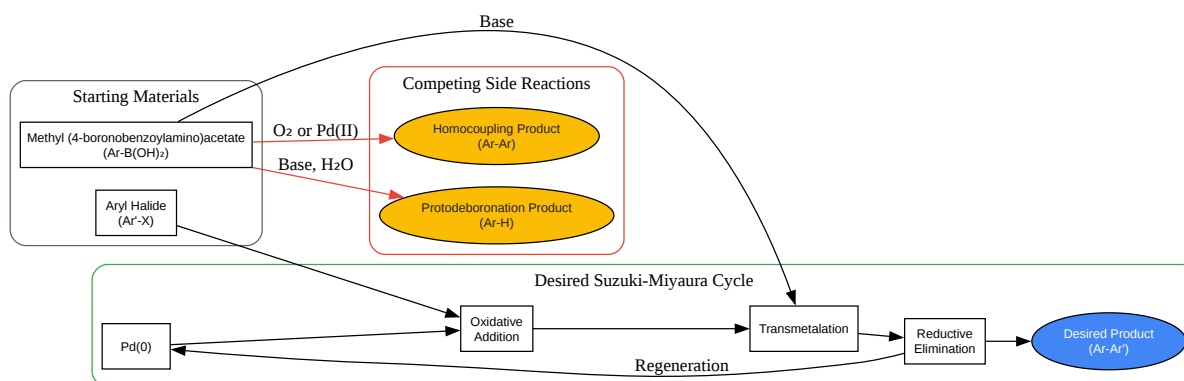 Base
Starting Materials
Competing Side Reactions
Methyl (4-boronobenzoylamino)acetate
(Ar-B(OH)₂)
O₂ or Pd(II)
Homocoupling Product
(Ar-Ar)
Base, H₂O
Aryl Halide
(Ar'-X)
Protodeboronation Product
(Ar-H)
Desired Suzuki-Miyaura Cycle
Pd(0)
Oxidative
Addition
Transmetalation
Reductive
Elimination
Desired Product
(Ar-Ar')
Regeneration